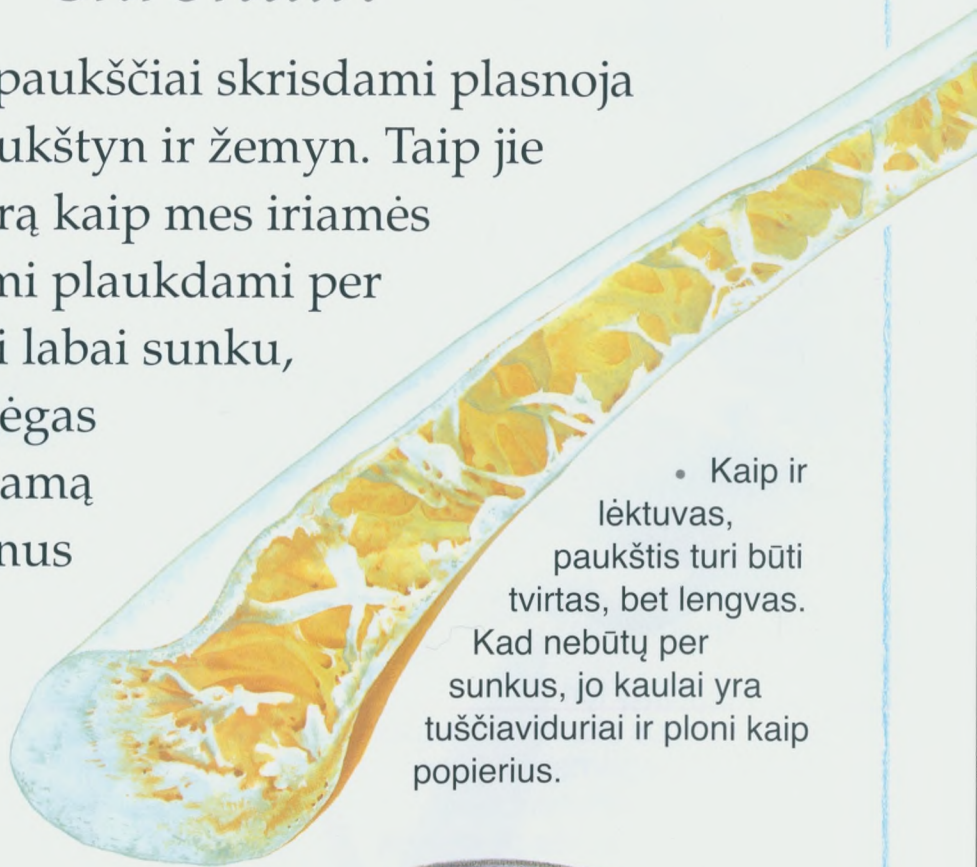 paukščiai skrisdami plasnoja
ukštyn ir žemyn. Taip jie
rą kaip mes iriamės
mi plaukdami per
i labai sunku,
ėgas
amą
nus
• Kaip ir
lėktuvas,
paukštis turi būti
tvirtas, bet lengvas.
Kad nebūtų per
sunkus, jo kaulai yra
tuščiaviduriai ir ploni kaip
popierius.